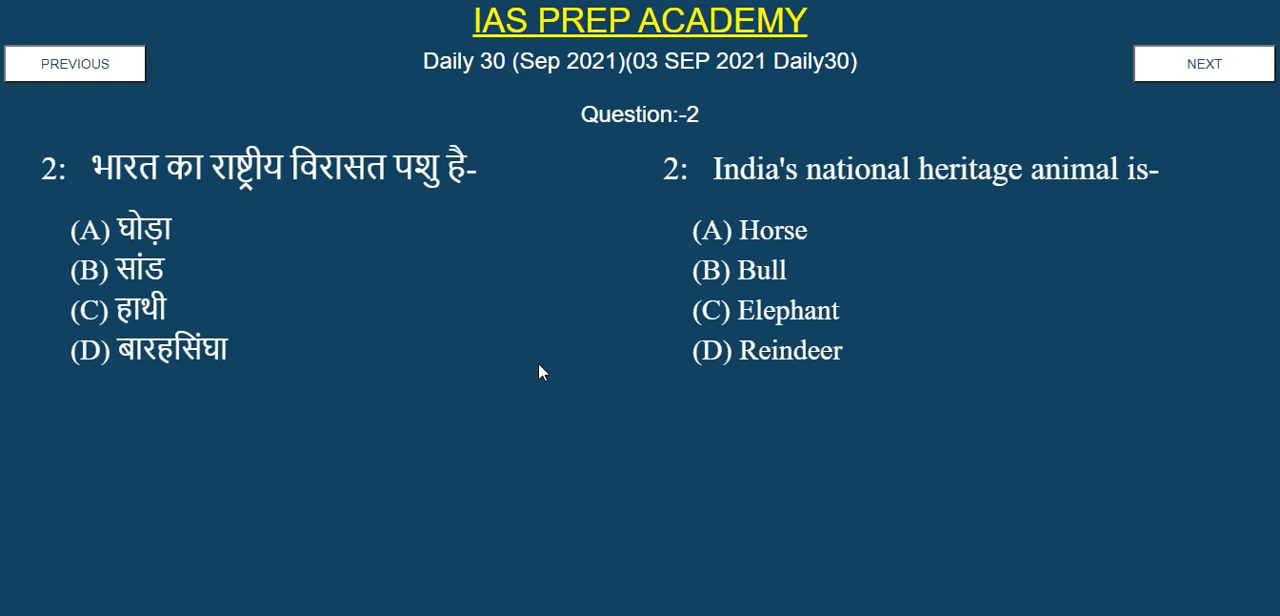 IAS PREP ACADEMY
PREVIOUS
Daily 30 (Sep 2021)(03 SEP 2021 Daily30)
NEXT
Question:-2
2: भारत का राष्ट्रीय विरासत पशु है-
(A) घोड़ा
(B) सांड
(C) हाथी
(D) बारहसिंघा
2: India's national heritage animal is-
(A) Horse
(B) Bull
(C) Elephant
(D) Reindeer